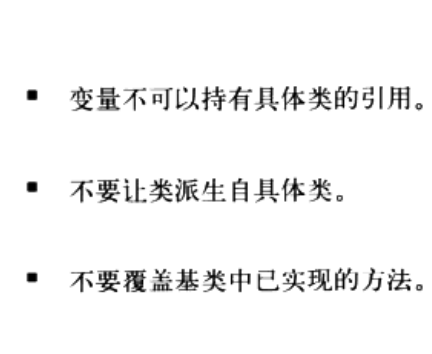 ▪ 变量不可以持有具体类的引用。
▪ 不要让类派生自具体类。
▪ 不要覆盖基类中已实现的方法。